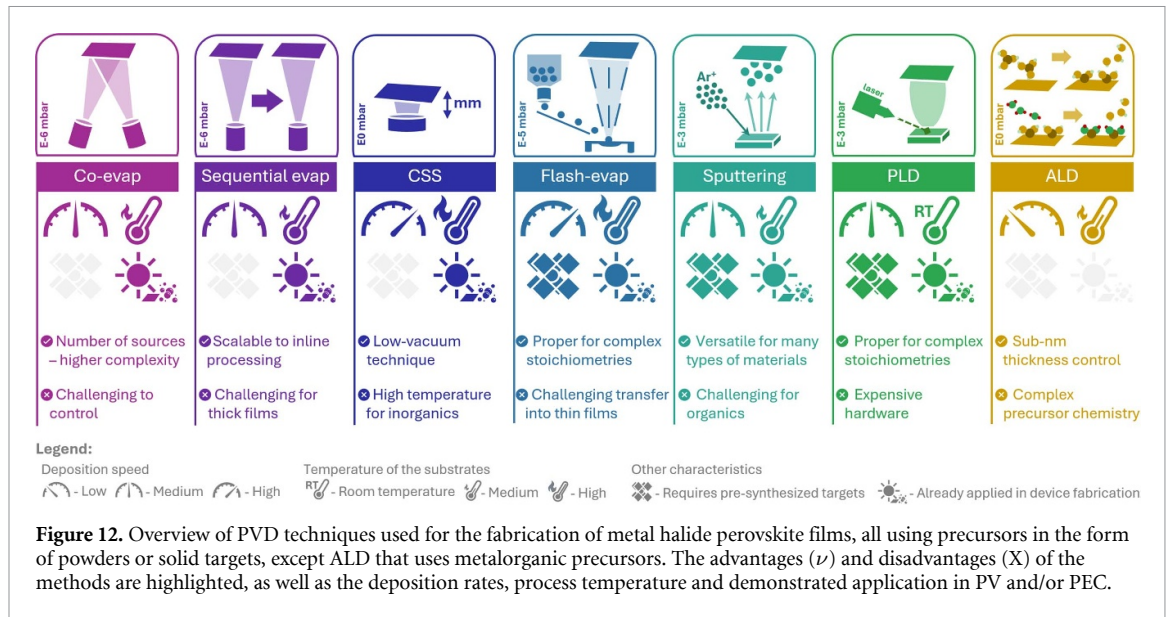 E-6 mbar
E-6 mbar
mm
E0 mbar
E-5 mbar
Ar+
E-3 mbar
laser
E-3 mbar
E0 mbar
Co-evap
Sequential evap
CSS
Flash-evap
Sputtering
PLD
ALD
RT
Number of sources
– higher complexity
Challenging to
control
Scalable to inline
processing
Challenging for
thick films
Low-vacuum
technique
High temperature
for inorganics
Proper for complex
stoichiometries
Challenging transfer
into thin films
Versatile for many
types of materials
Challenging for
organics
Proper for complex
stoichiometries
Expensive
hardware
Sub-nm
thickness control
Complex
precursor chemistry
Legend:
Deposition speed
- Low - Medium - High
Temperature of the substrates
RT - Room temperature - Medium - High
Other characteristics
- Requires pre-synthesized targets - Already applied in device fabrication
Figure 12. Overview of PVD techniques used for the fabrication of metal halide perovskite films, all using precursors in the form
of powders or solid targets, except ALD that uses metalorganic precursors. The advantages (ν) and disadvantages (X) of the
methods are highlighted, as well as the deposition rates, process temperature and demonstrated application in PV and/or PEC.